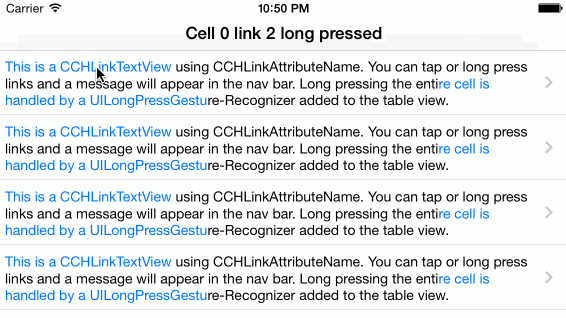 Carrier 10:50 PM
Cell 0 link 2 long pressed
This is a CCHLinkTextView using CCHLinkAttributeName. You can tap or long press
links and a message will appear in the nav bar. Long pressing the entire cell is
handled by a UILongPressGesture-Recognizer added to the table view.
This is a CCHLinkTextView using CCHLinkAttributeName. You can tap or long press
links and a message will appear in the nav bar. Long pressing the entire cell is
handled by a UILongPressGesture-Recognizer added to the table view.
This is a CCHLinkTextView using CCHLinkAttributeName. You can tap or long press
links and a message will appear in the nav bar. Long pressing the entire cell is
handled by a UILongPressGesture-Recognizer added to the table view.
This is a CCHLinkTextView using CCHLinkAttributeName. You can tap or long press
links and a message will appear in the nav bar. Long pressing the entire cell is
handled by a UILongPressGesture-Recognizer added to the table view.